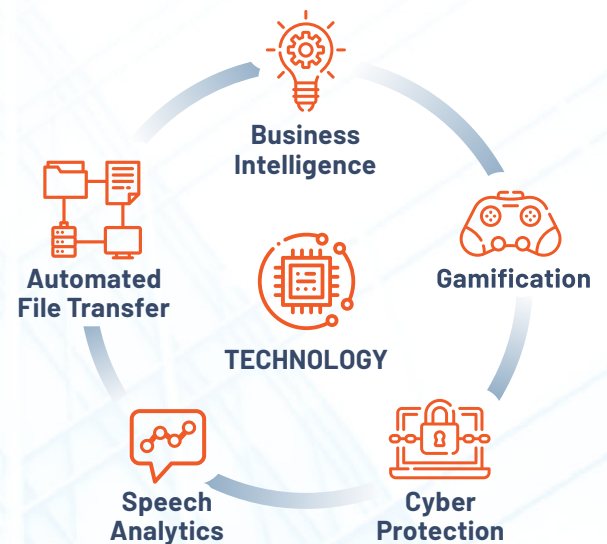 Business
Intelligence
Gamification
Automated
File Transfer
TECHNOLOGY
Speech
Analytics
Cyber
Protection